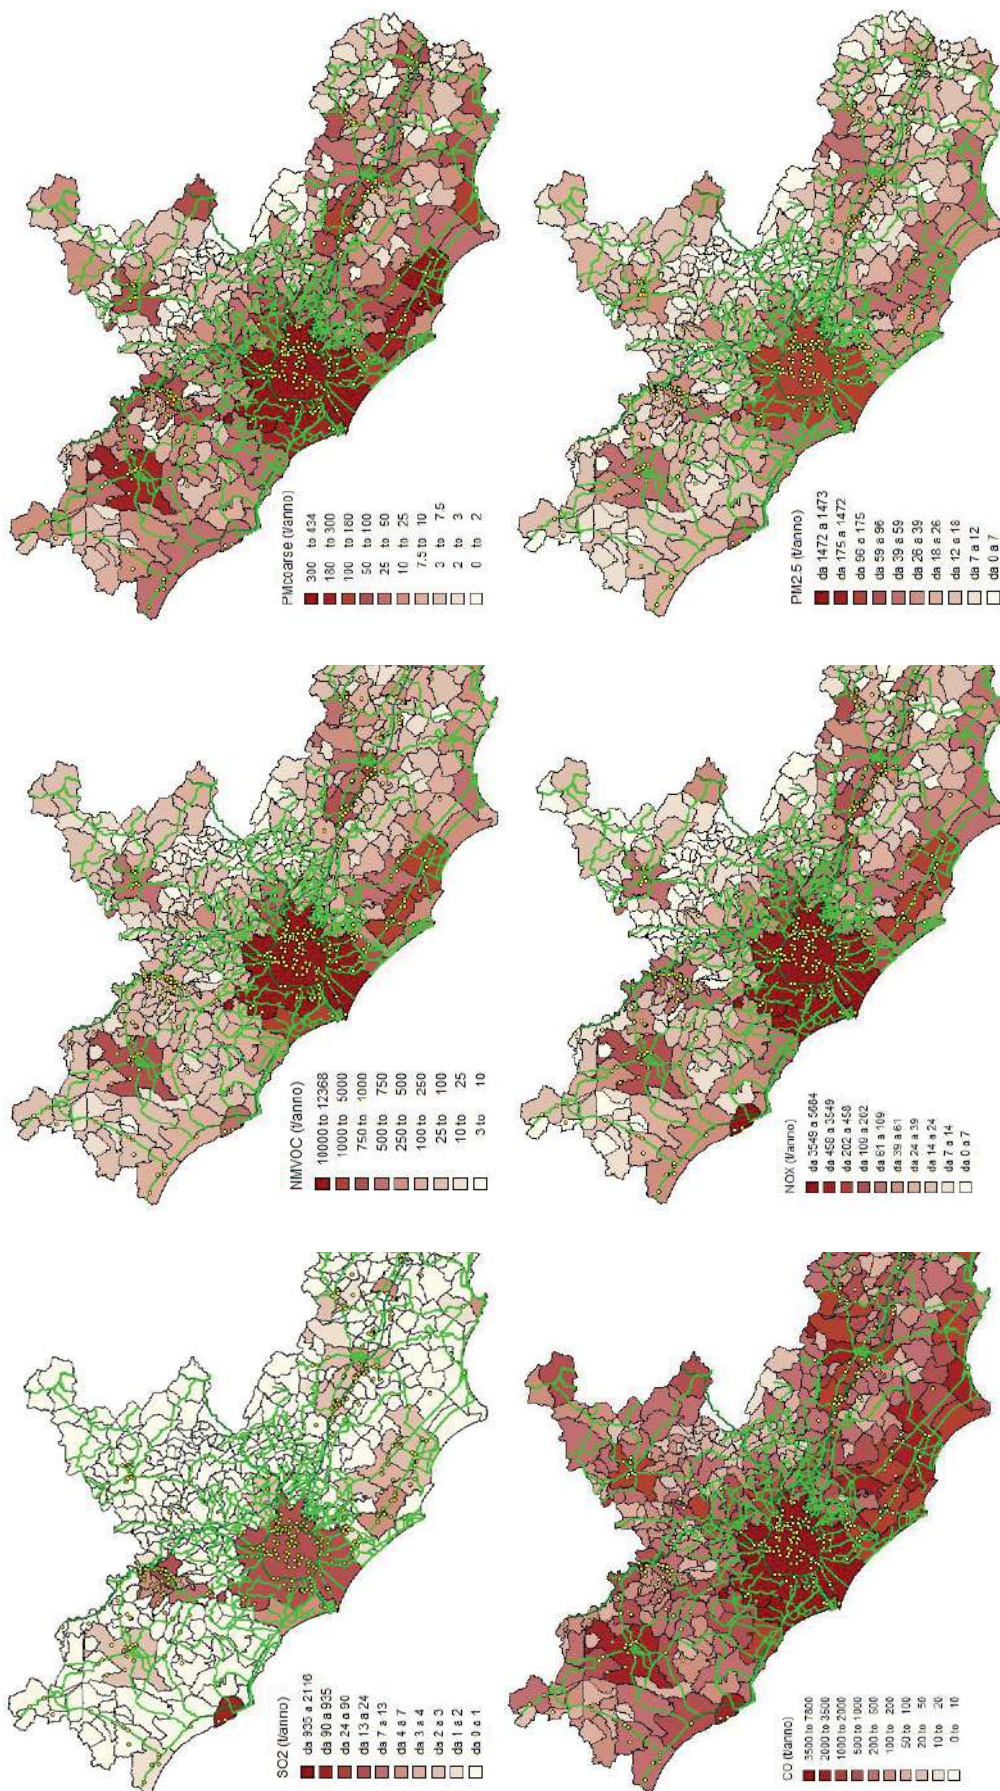 SO2 (t/anno)
da 935 a 2116
da 90 a 935
da 24 a 90
da 13 a 24
da 7 a 13
da 4 a 7
da 3 a 4
da 2 a 3
da 1 a 2
da 0 a 1
NMVOC (t/anno)
10000 to 12368
1000 to 5000
750 to 1000
500 to 750
250 to 500
100 to 250
25 to 100
10 to 25
3 to 10
PMcoarse (t/anno)
300 to 434
180 to 300
100 to 180
50 to 100
25 to 50
10 to 25
7.5 to 10
3 to 7.5
2 to 3
0 to 2
CO (t/anno)
3500 to 7800
2000 to 3500
1000 to 2000
500 to 1000
200 to 500
100 to 200
50 to 100
20 to 50
10 to 20
0 to 10
NOX (t/anno)
da 3549 a 5684
da 458 a 3549
da 202 a 458
da 109 a 202
da 61 a 109
da 39 a 61
da 24 a 39
da 14 a 24
da 7 a 14
da 0 a 7
PM2.5 (t/anno)
da 1472 a 1473
da 175 a 1472
da 96 a 175
da 59 a 96
da 39 a 59
da 26 a 39
da 18 a 26
da 12 a 18
da 7 a 12
da 0 a 7